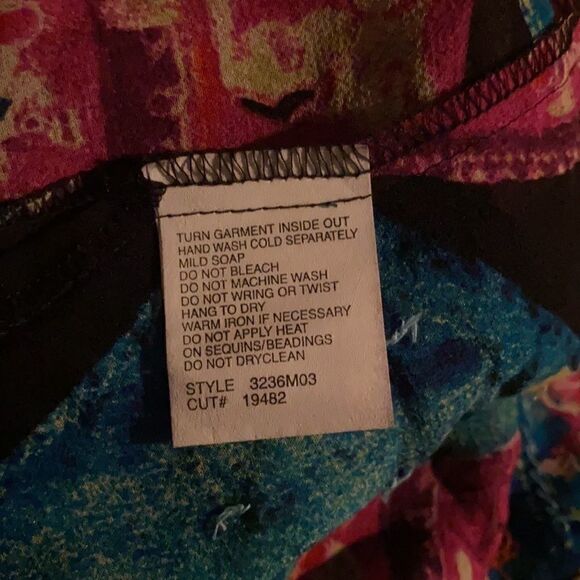 TURN GARMENT INSIDE OUT
HAND WASH COLD SEPARATELY
MILD SOAP
DO NOT BLEACH
DO NOT MACHINE WASH
DO NOT WRING OR TWIST
HANG TO DRY
WARM IRON IF NECESSARY
DO NOT APPLY HEAT
ON SEQUINS/BEADINGS
DO NOT DRYCLEAN
STYLE 3236M03
CUT# 19482